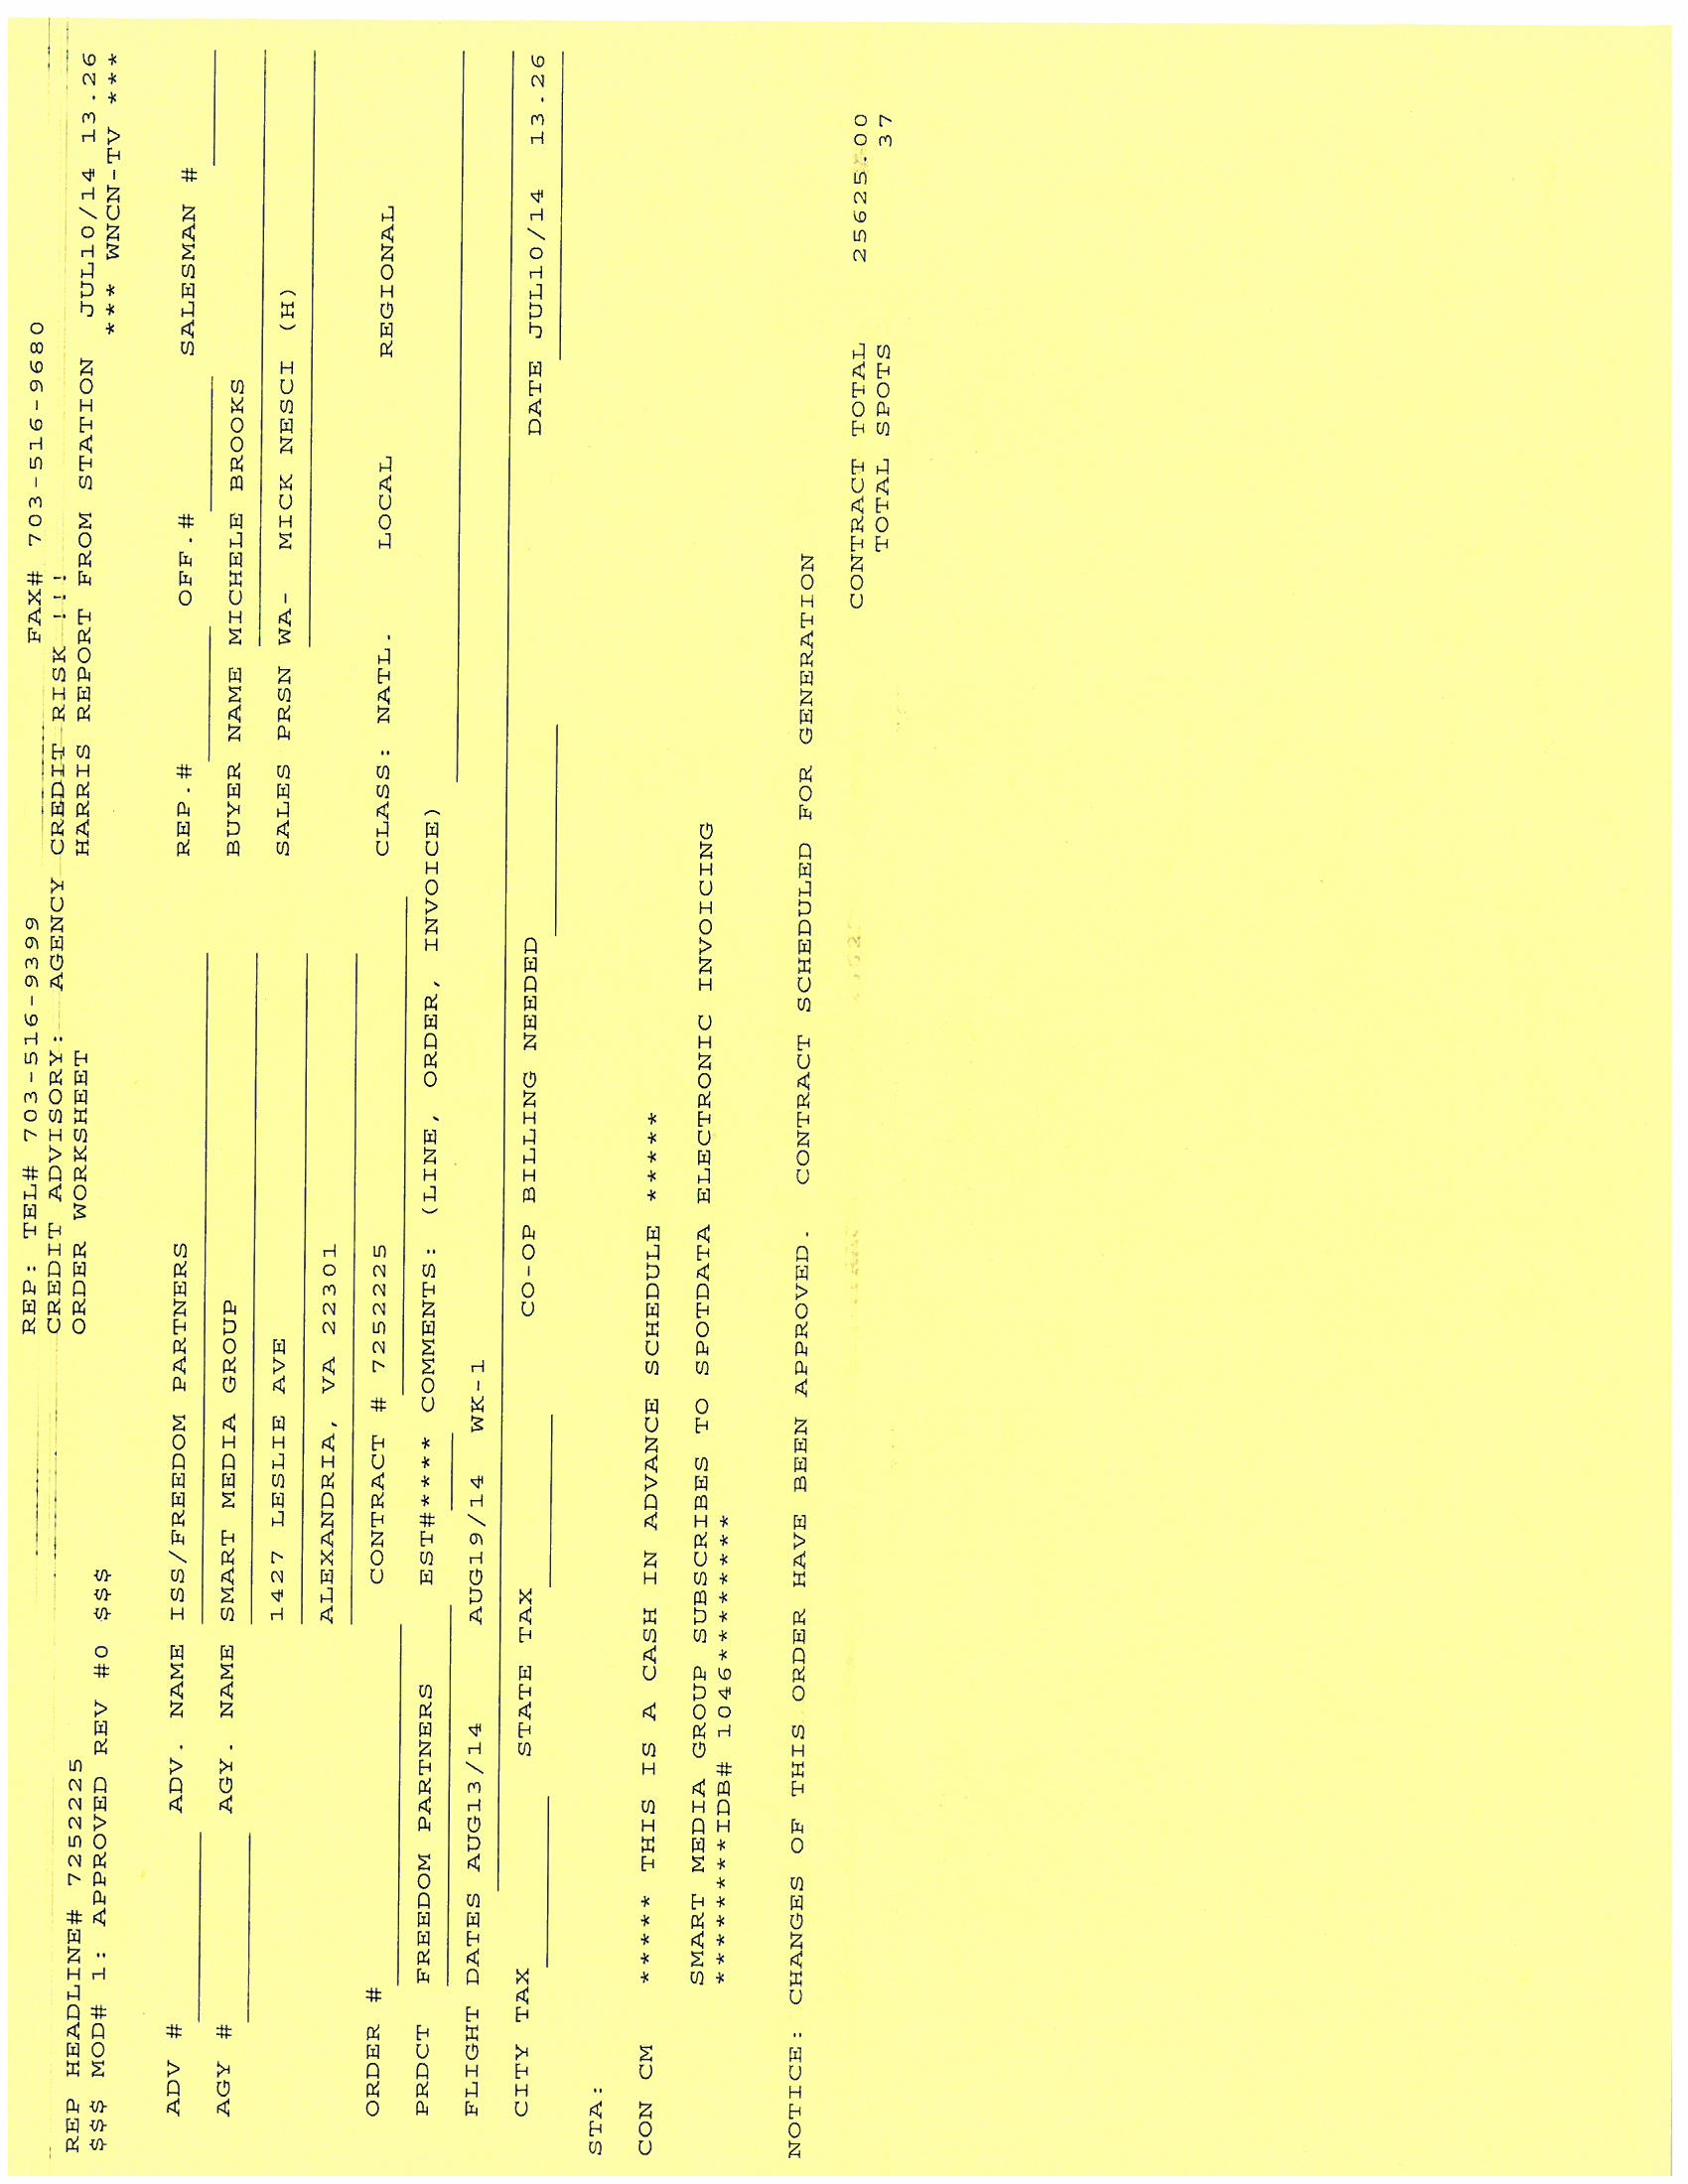 REP: TEL# 703-516-9399 FAX# 703-516-9680
CREDIT ADVISORY: AGENCY CREDIT RISK !!!
REP HEADLINE# 7252225 ORDER WORKSHEET HARRIS REPORT FROM STATION JUL10/14 13.26
$$$ MOD# 1: APPROVED REV #0 $$$ *** WNCN-TV ***
ADV # ADV. NAME ISS/FREEDOM PARTNERS REP.# OFF.# SALESMAN #
AGY # AGY. NAME SMART MEDIA GROUP BUYER NAME MICHELE BROOKS
1427 LESLIE AVE SALES PRSN WA- MICK NESCI (H)
ALEXANDRIA, VA 22301
ORDER # CONTRACT # 7252225 CLASS: NATL. LOCAL REGIONAL
PRDCT FREEDOM PARTNERS EST#**** COMMENTS: (LINE, ORDER, INVOICE)
FLIGHT DATES AUG13/14 AUG19/14 WK-1
CITY TAX STATE TAX CO-OP BILLING NEEDED DATE JUL10/14 13.26
STA:
CON CM ***** THIS IS A CASH IN ADVANCE SCHEDULE *****
SMART MEDIA GROUP SUBSCRIBES TO SPOTDATA ELECTRONIC INVOICING
********IDB# 1046*********
NOTICE: CHANGES OF THIS ORDER HAVE BEEN APPROVED. CONTRACT SCHEDULED FOR GENERATION
CONTRACT TOTAL 25625.00
TOTAL SPOTS 37